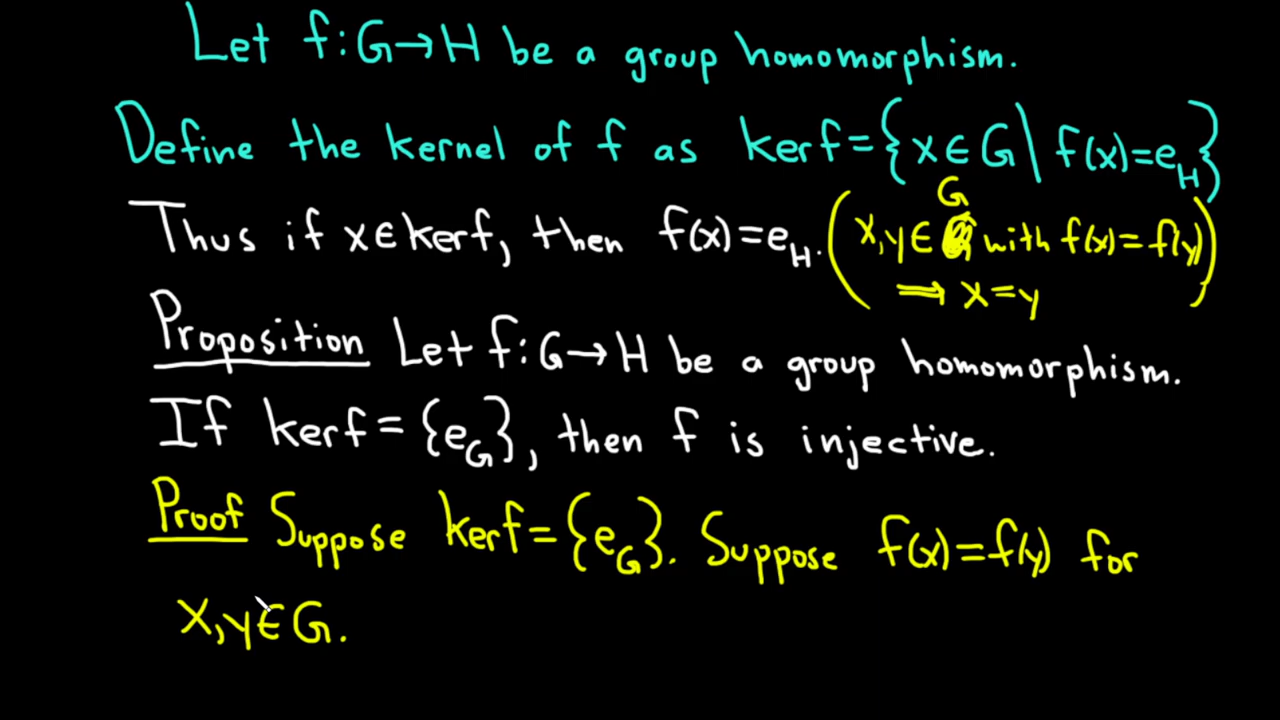 Let f:G→H be a group homomorphism.
Define the kernel of f as kerf={x∈G\f(x)=e_H}
Thus if x∈kerf, then f(x)=e_H. (x,y∈G with f(x)=f(y)
⟹ x=y)
Proposition Let f:G→H be a group homomorphism.
If kerf={e_G}, then f is injective.
Proof Suppose kerf={e_G}. Suppose f(x)=f(y) for
x,y∈G.